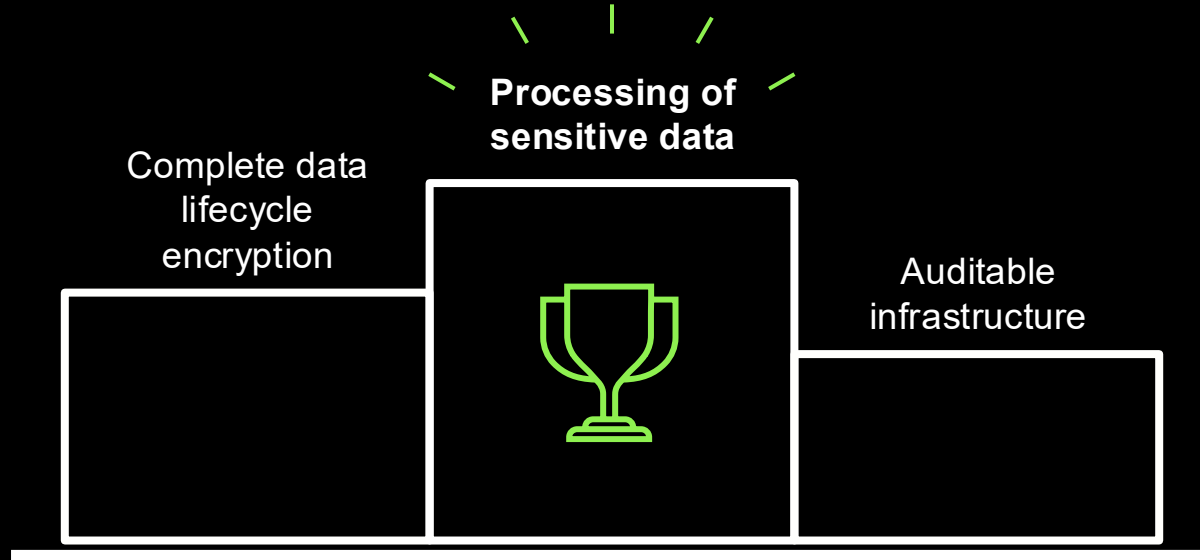 Processing of
sensitive data
Complete data
lifecycle
encryption
Auditable
infrastructure